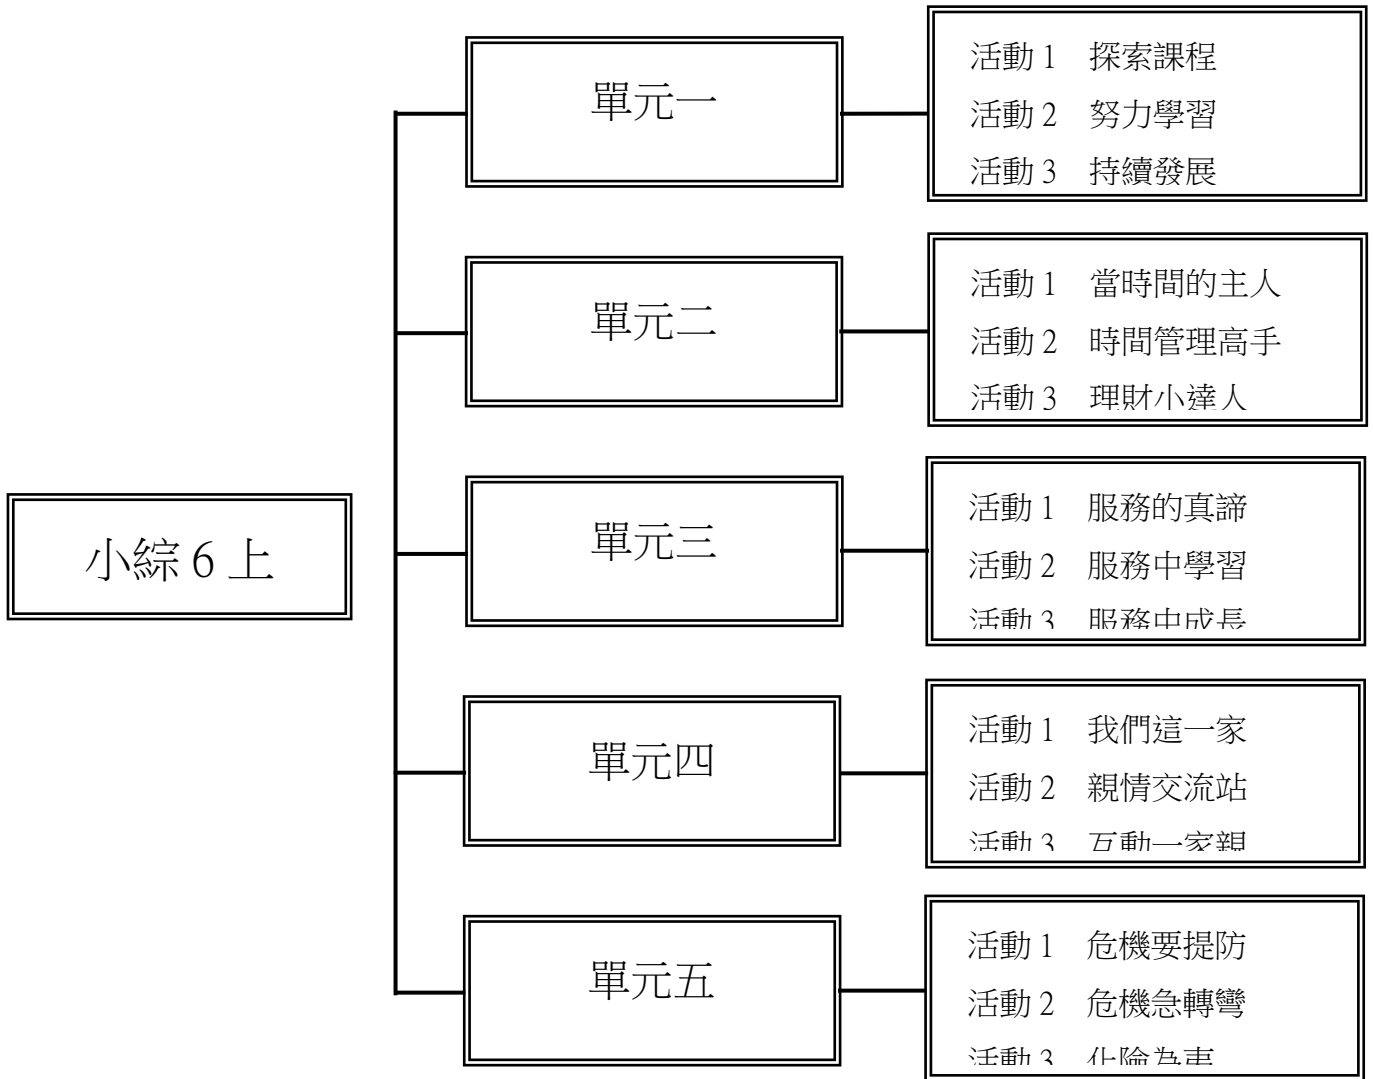 小綜 6 上
單元一
活動 1 探索課程
活動 2 努力學習
活動 3 持續發展
單元二
活動 1 當時間的主人
活動 2 時間管理高手
活動 3 理財小達人
單元三
活動 1 服務的真諦
活動 2 服務中學習
活動 3 服務中成長
單元四
活動 1 我們這一家
活動 2 親情交流站
活動 3 互動一家親
單元五
活動 1 危機要提防
活動 2 危機急轉彎
活動 3 化險為夷